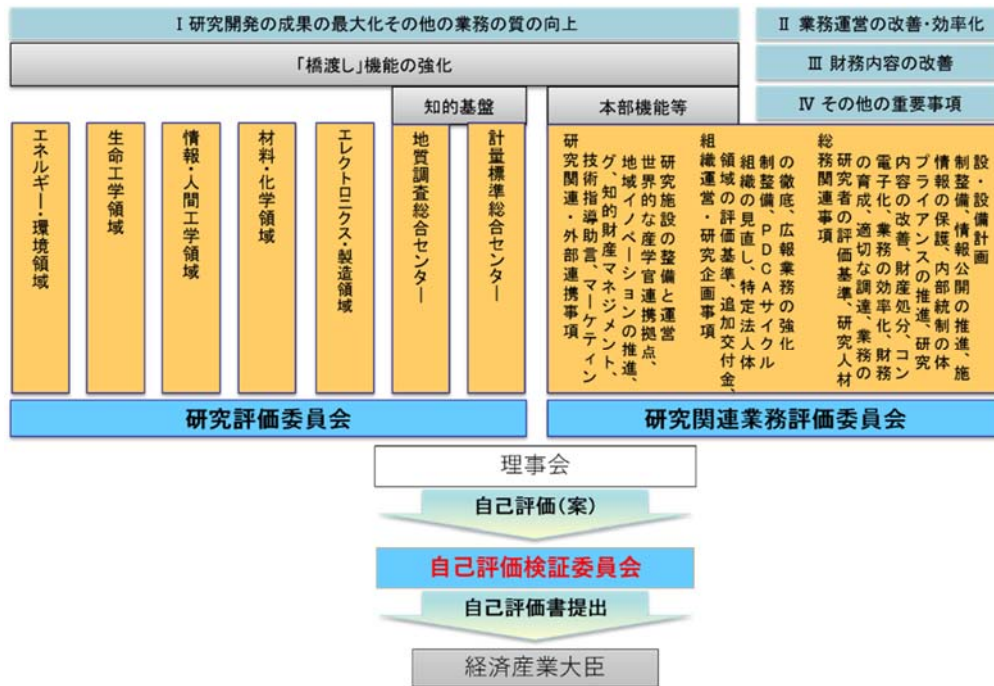 Ⅰ 研究開発の成果の最大化その他の業務の質の向上
Ⅱ 業務運営の改善・効率化
「橋渡し」機能の強化
Ⅲ 財務内容の改善
知的基盤
本部機能等
Ⅳ その他の重要事項
エネルギー・環境領域
生命工学領域
情報・人間工学領域
材料・化学領域
エレクトロニクス・製造領域
地質調査総合センター
計量標準総合センター
研究関連・外部連携事項
技術指導助言、マーケティン
グ、知的財産マネジメント、
地域イノベーションの推進、
世界的な産学官連携拠点、
研究施設の整備と運営
組織運営・研究企画事項
領域の評価基準、追加交付金、
組織の見直し、特定法人体
制整備、PDCAサイクル
の徹底、広報業務の強化
総務関連事項
研究者の評価基準、研究人材
の育成、適切な調達、業務の
電子化、業務の効率化、財務
内容の改善、財産処分、コン
プライアンスの推進、研究
情報の保護、内部統制の体
制整備、情報公開の推進、施
設・設備計画
研究評価委員会
研究関連業務評価委員会
理事会
自己評価(案)
自己評価検証委員会
自己評価書提出
経済産業大臣